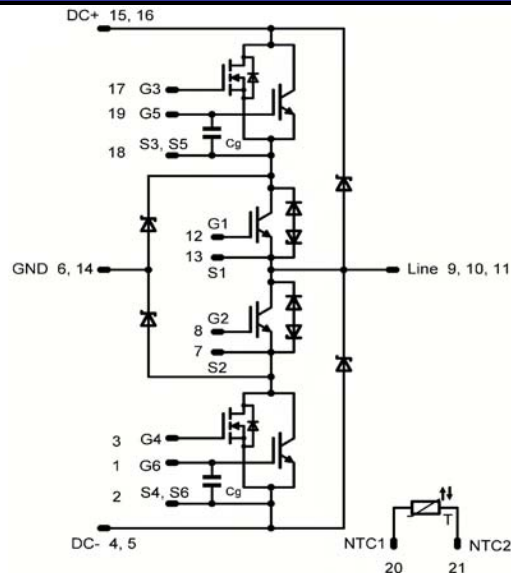 DC+ 15, 16
17 G3
19 G5
Cg
18 S3, S5
G1
12
13
S1
GND 6, 14
Line 9, 10, 11
G2
8
7
S2
3 G4
1 G6
Cg
2 S4, S6
DC- 4, 5
T
NTC1 NTC2
20 21